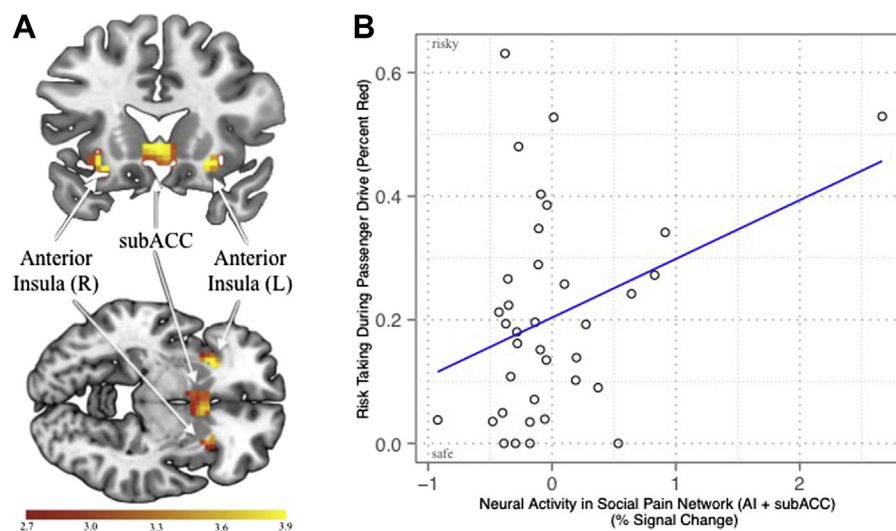 A
Anterior
Insula (R)
subACC
Anterior
Insula (L)
2.7 3.0 3.3 3.6 3.9
B
risky
0.6
0.4
0.2
0.0
safe
Risk Taking During Passenger Drive (Percent Red)
−1 0 1 2
Neural Activity in Social Pain Network (AI + subACC)
(% Signal Change)